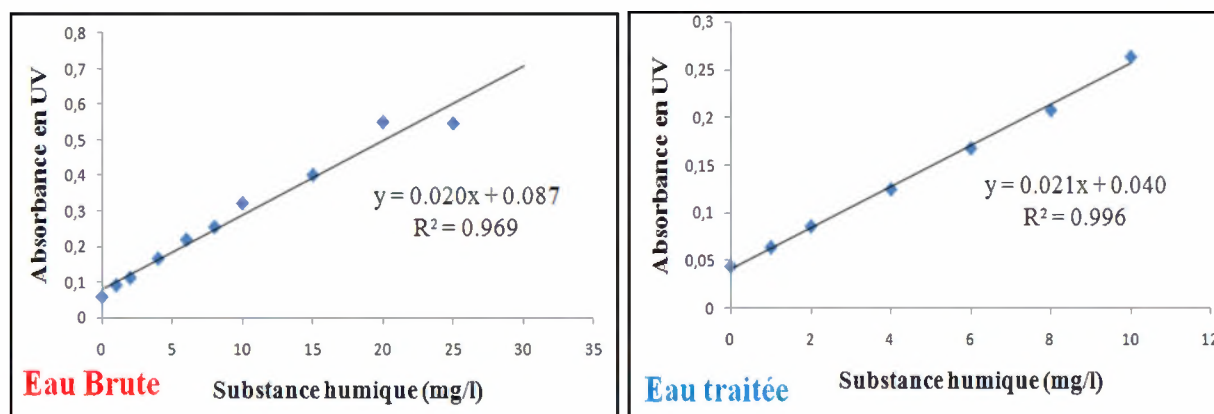 0,8
0,7
0,6
0,5
0,4
0,3
0,2
0,1
0
Absorbance en UV
y = 0.020x + 0.087
R² = 0.969
0 5 10 15 20 25 30 35
Eau Brute
Substance humique (mg/l)
0,3
0,25
0,2
0,15
0,1
0,05
0
Absorbance en UV
y = 0.021x + 0.040
R² = 0.996
0 2 4 6 8 10 12
Eau traitée
Substance humique (mg/l)